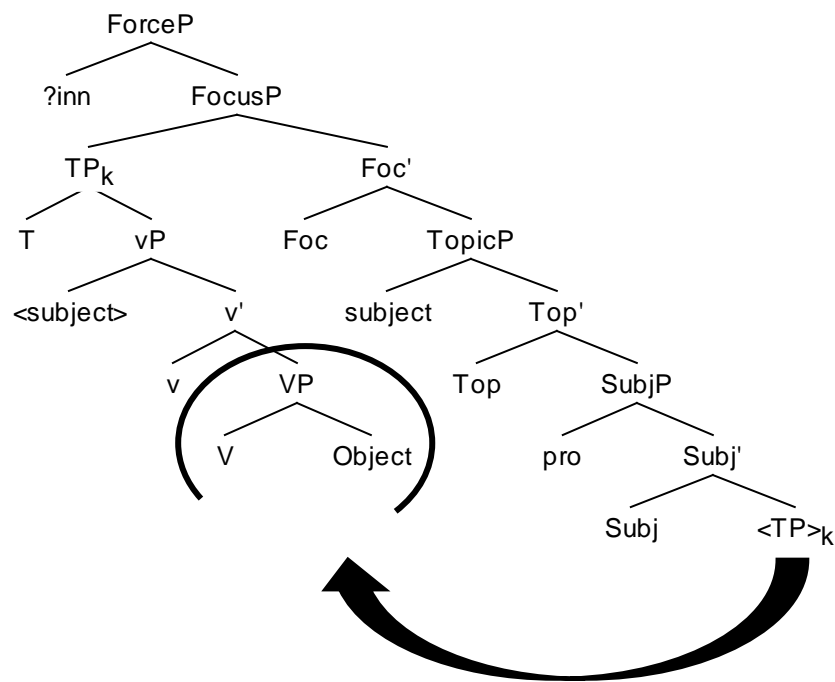 ForceP
?inn FocusP
TPk Foc'
T vP Foc TopicP
<subject> v' subject Top'
v VP Top SubjP
V Object pro Subj'
Subj <TP>k